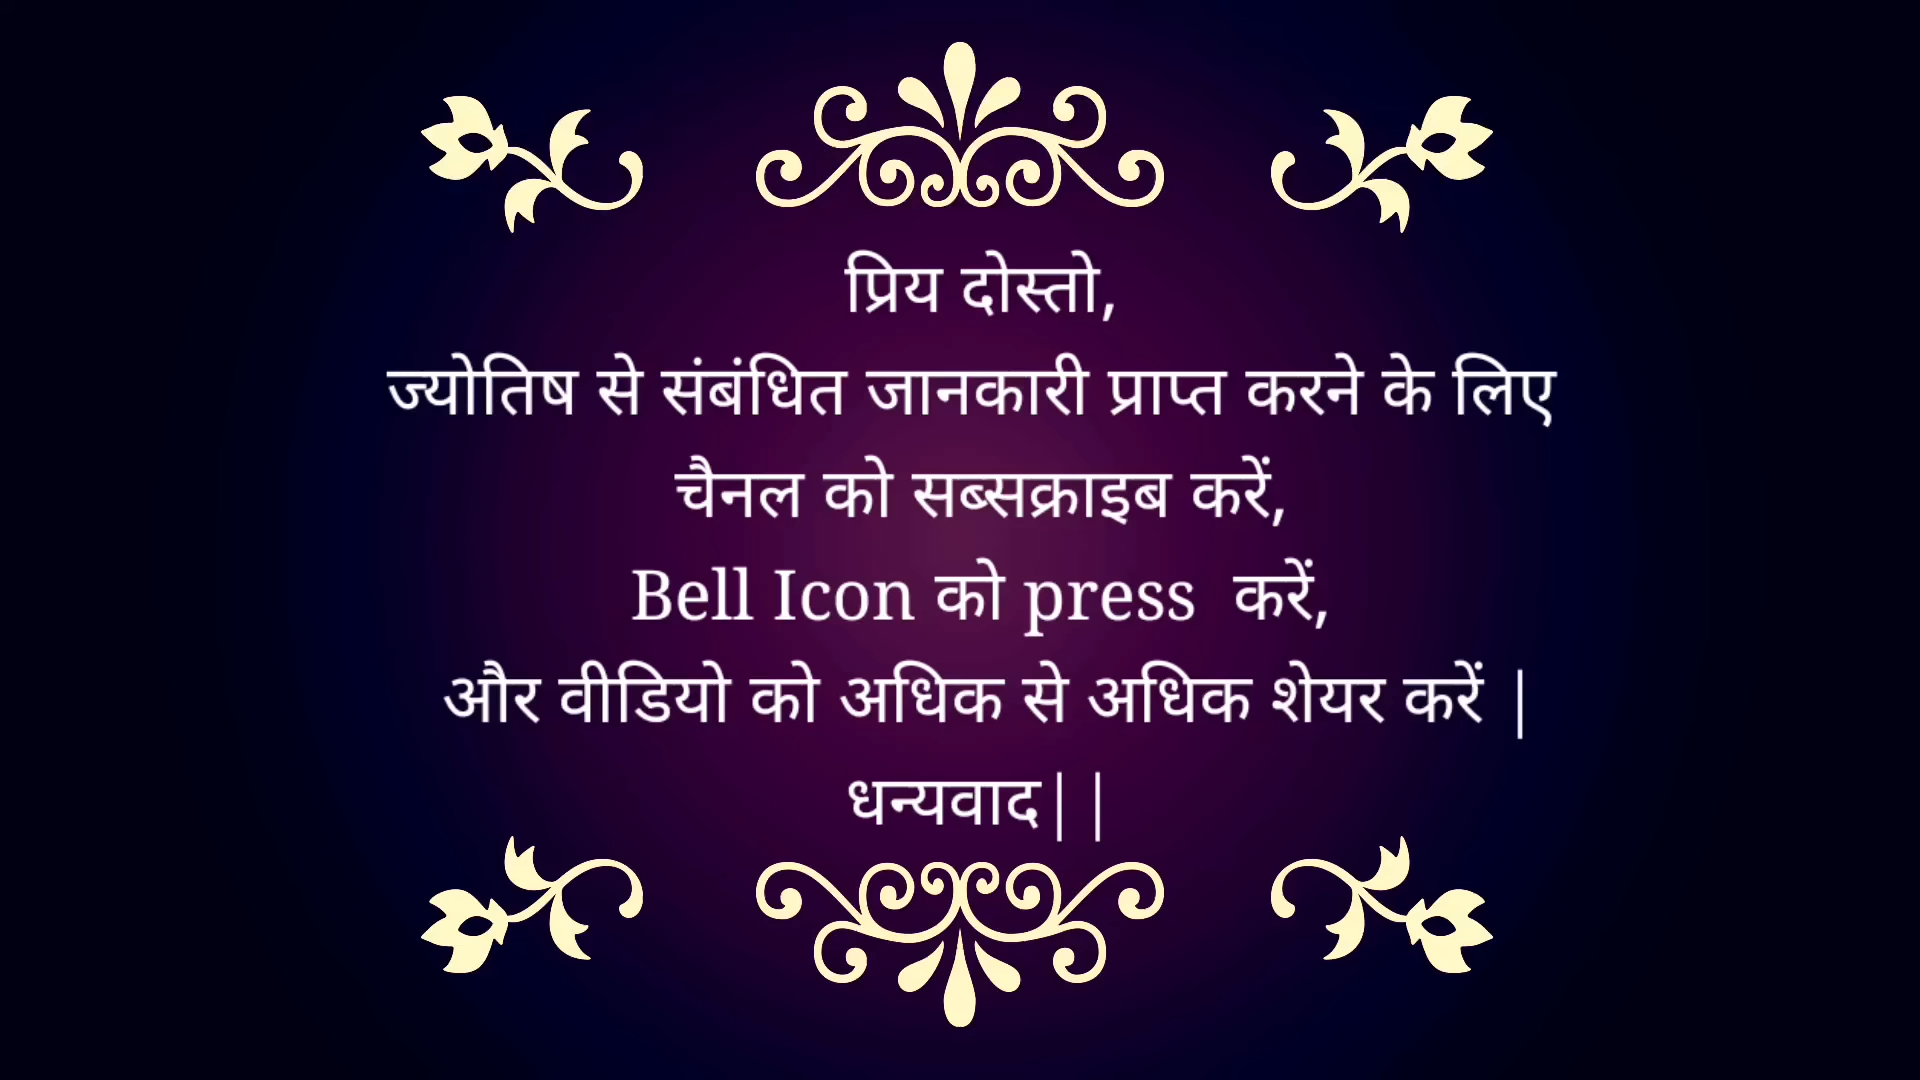 प्रिय दोस्तो,
ज्योतिष से संबंधित जानकारी प्राप्त करने के लिए
चैनल को सब्सक्राइब करें,
Bell Icon को press  करें,
और वीडियो को अधिक से अधिक शेयर करें |
धन्यवाद||